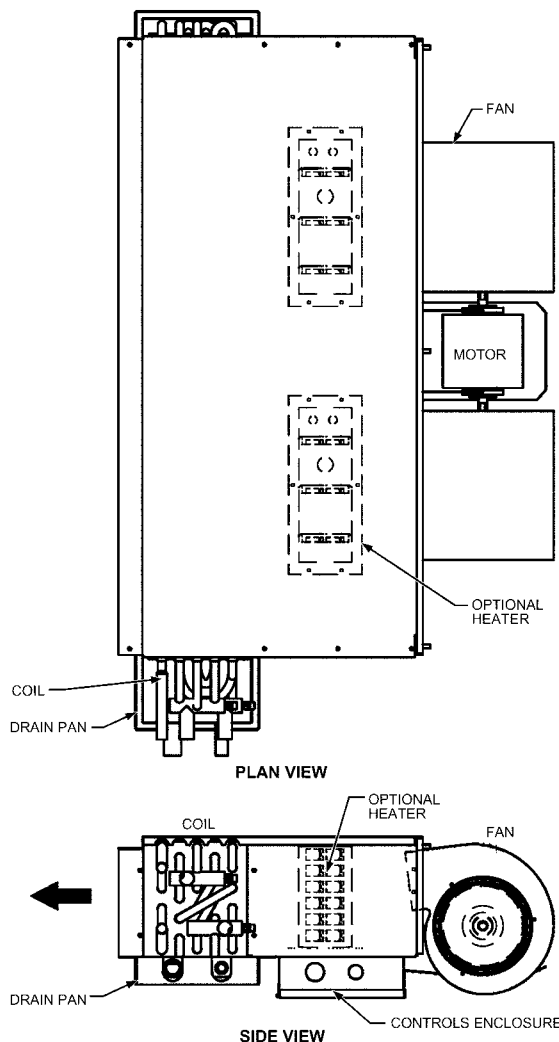 FAN
MOTOR
OPTIONAL
HEATER
COIL
DRAIN PAN
PLAN VIEW
OPTIONAL
HEATER
COIL
FAN
DRAIN PAN
CONTROLS ENCLOSURE
SIDE VIEW